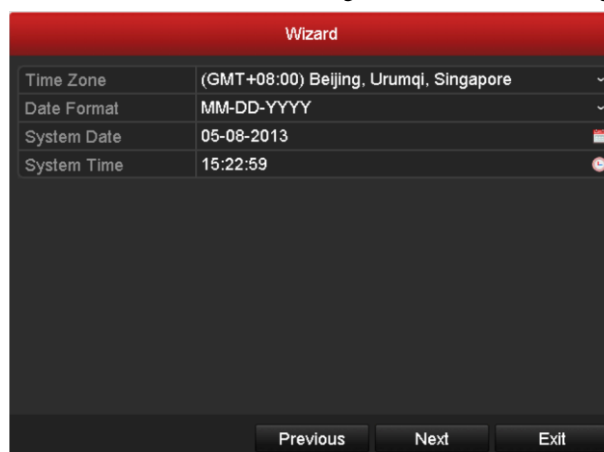 Wizard
Time Zone (GMT+08:00) Beijing, Urumqi, Singapore
Date Format MM-DD-YYYY
System Date 05-08-2013
System Time 15:22:59
Previous Next Exit